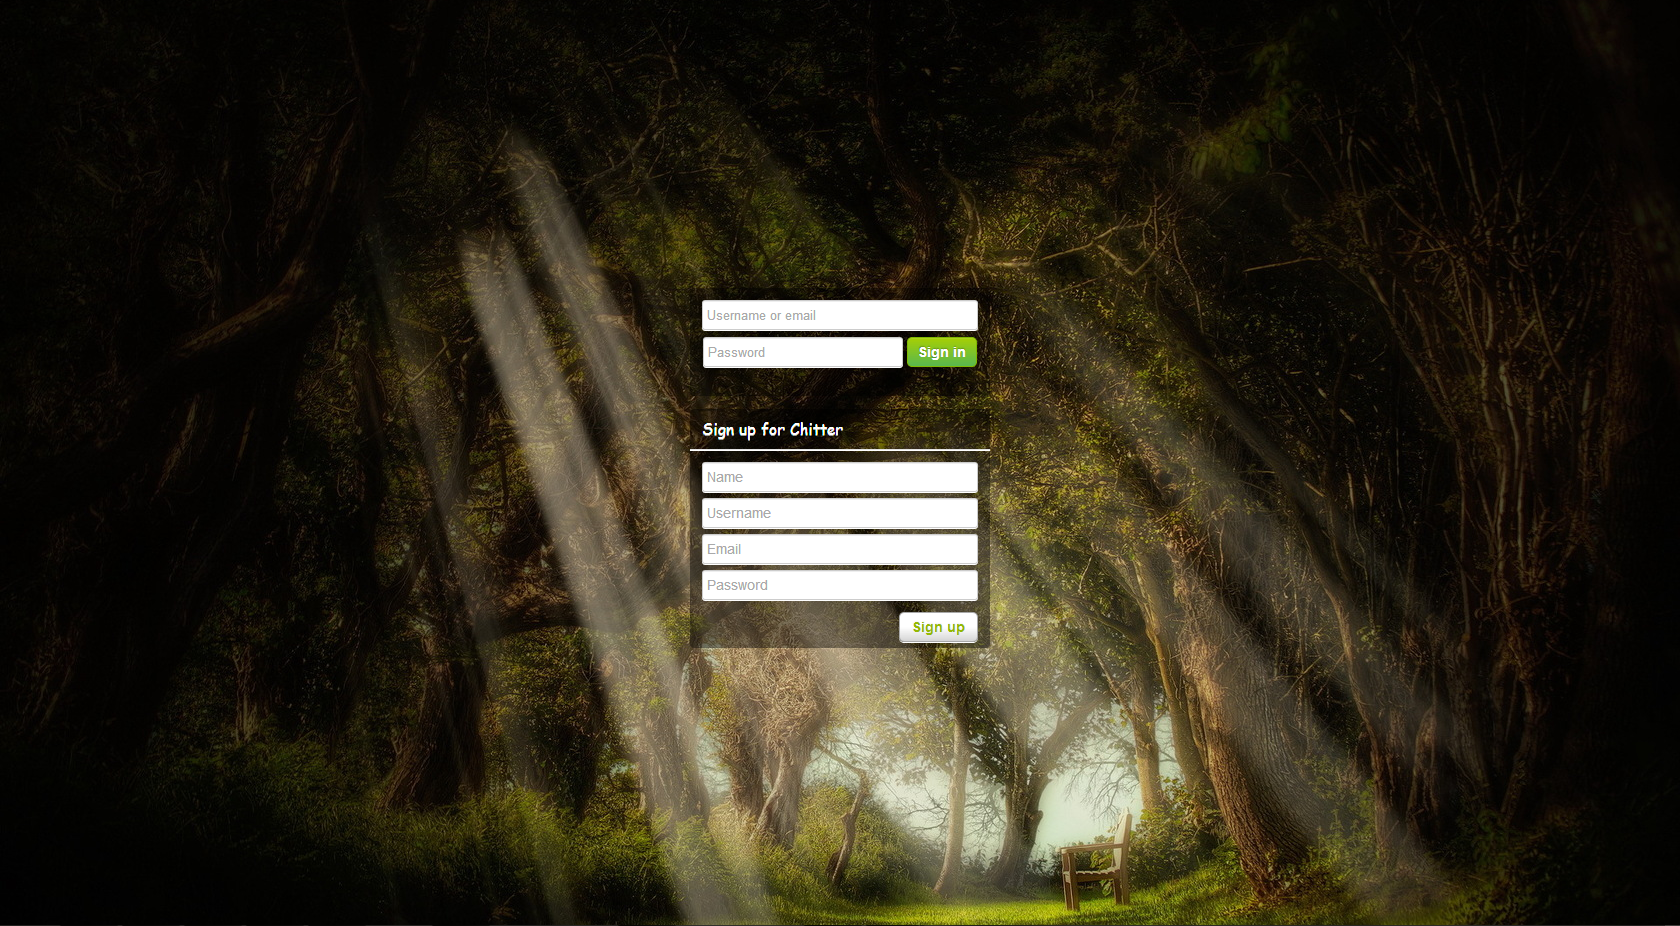 Username or email
Password Sign in
Sign up for Chitter
Name
Username
Email
Password
Sign up